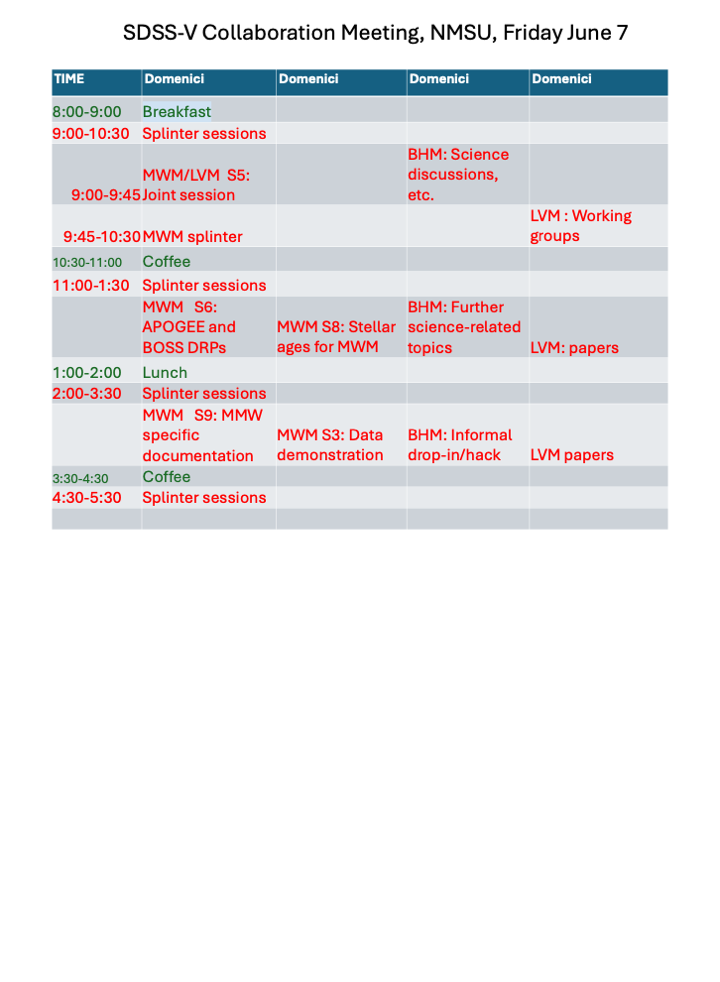 SDSS-V Collaboration Meeting, NMSU, Friday June 7
TIME Domenici Domenici Domenici Domenici
8:00-9:00 Breakfast
9:00-10:30 Splinter sessions
9:00-9:45 MWM/LVM S5:
Joint session
BHM: Science
discussions,
etc.
9:45-10:30 MWM splinter
LVM : Working
groups
10:30-11:00 Coffee
11:00-1:30 Splinter sessions
MWM S6:
APOGEE and
BOSS DRPs
MWM S8: Stellar
ages for MWM
BHM: Further
science-related
topics
LVM: papers
1:00-2:00 Lunch
2:00-3:30 Splinter sessions
MWM S9: MMW
specific
documentation
MWM S3: Data
demonstration
BHM: Informal
drop-in/hack
LVM papers
3:30-4:30 Coffee
4:30-5:30 Splinter sessions